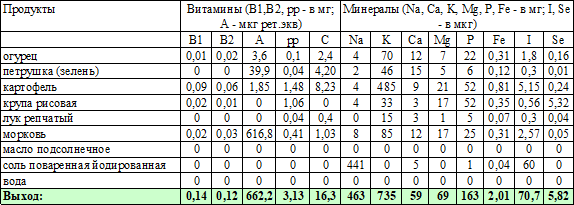 Продукты Витамины (B1,B2, pp - в мг; Минералы (Na, Ca, K, Mg, P, Fe - в мг; I, Se
А - мкг рет.экв) - мкг)
B1 B2 A pp C Na K Ca Mg P Fe I Se
огурец 0,01 0,02 3,6 0,1 2,4 4 70 12 7 22 0,31 1,8 0,16
петрушка (зелень) 0 0 39,9 0,04 4,20 2 46 15 5 6 0,12 0,3 0,01
картофель 0,09 0,06 1,85 1,48 8,23 4 485 9 21 52 0,81 5,15 0,24
крупа рисовая 0,02 0,01 0 1,06 0 4 33 3 17 52 0,35 0,56 5,32
лук репчатый 0 0 0 0,04 0,4 0 15 3 1 5 0,07 0,3 0,04
морковь 0,02 0,03 616,8 0,41 1,03 8 85 12 17 25 0,31 2,57 0,05
масло подсолнечное 0 0 0 0 0 0 0 0 0 0 0 0 0
соль поваренная йодированная 0 0 0 0 0 441 0 5 0 1 0,04 60 0
вода 0 0 0 0 0 0 0 0 0 0 0 0 0
Выход: 0,14 0,12 662,2 3,13 16,3 463 735 59 69 163 2,01 70,7 5,82